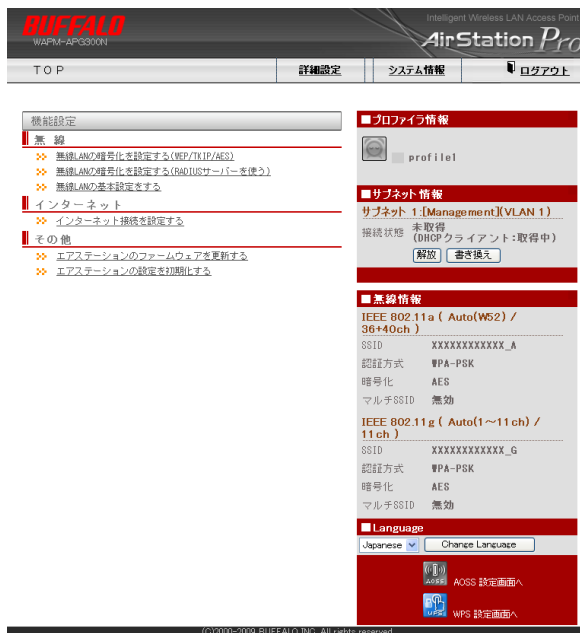 BUFFALO
WAPM-APG300N
Intelligent Wireless LAN Access Point
AirStation Pro
TOP
詳細設定
システム情報
ログアウト
機能設定
無 線
無線LANの暗号化を設定する(WEP/TKIP/AES)
無線LANの暗号化を設定する(RADIUSサーバーを使う)
無線LANの基本設定をする
インターネット
インターネット接続を設定する
その他
エアステーションのファームウェアを更新する
エアステーションの設定を初期化する
■プロファイラ情報
profile1
■サブネット情報
サブネット 1:[Management](VLAN 1)
接続状態 未取得
(DHCPクライアント:取得中)
解放 書き換え
■無線情報
IEEE 802.11a ( Auto(W52) /
36+40ch )
SSID XXXXXXXXXXXX_A
認証方式 WPA-PSK
暗号化 AES
マルチSSID 無効
IEEE 802.11g ( Auto(1～11ch) /
11ch )
SSID XXXXXXXXXXXX_G
認証方式 WPA-PSK
暗号化 AES
マルチSSID 無効
■Language
Japanese Change Language
AOSS AOSS 設定画面へ
WPS WPS 設定画面へ
(C)2000-2009 BUFFALO INC. All rights reserved.